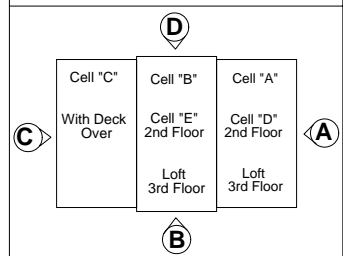 D
Cell "C"
Cell "B"
Cell "A"
With Deck
Over
Cell "E"
2nd Floor
Cell "D"
2nd Floor
C
A
Loft
3rd Floor
Loft
3rd Floor
B